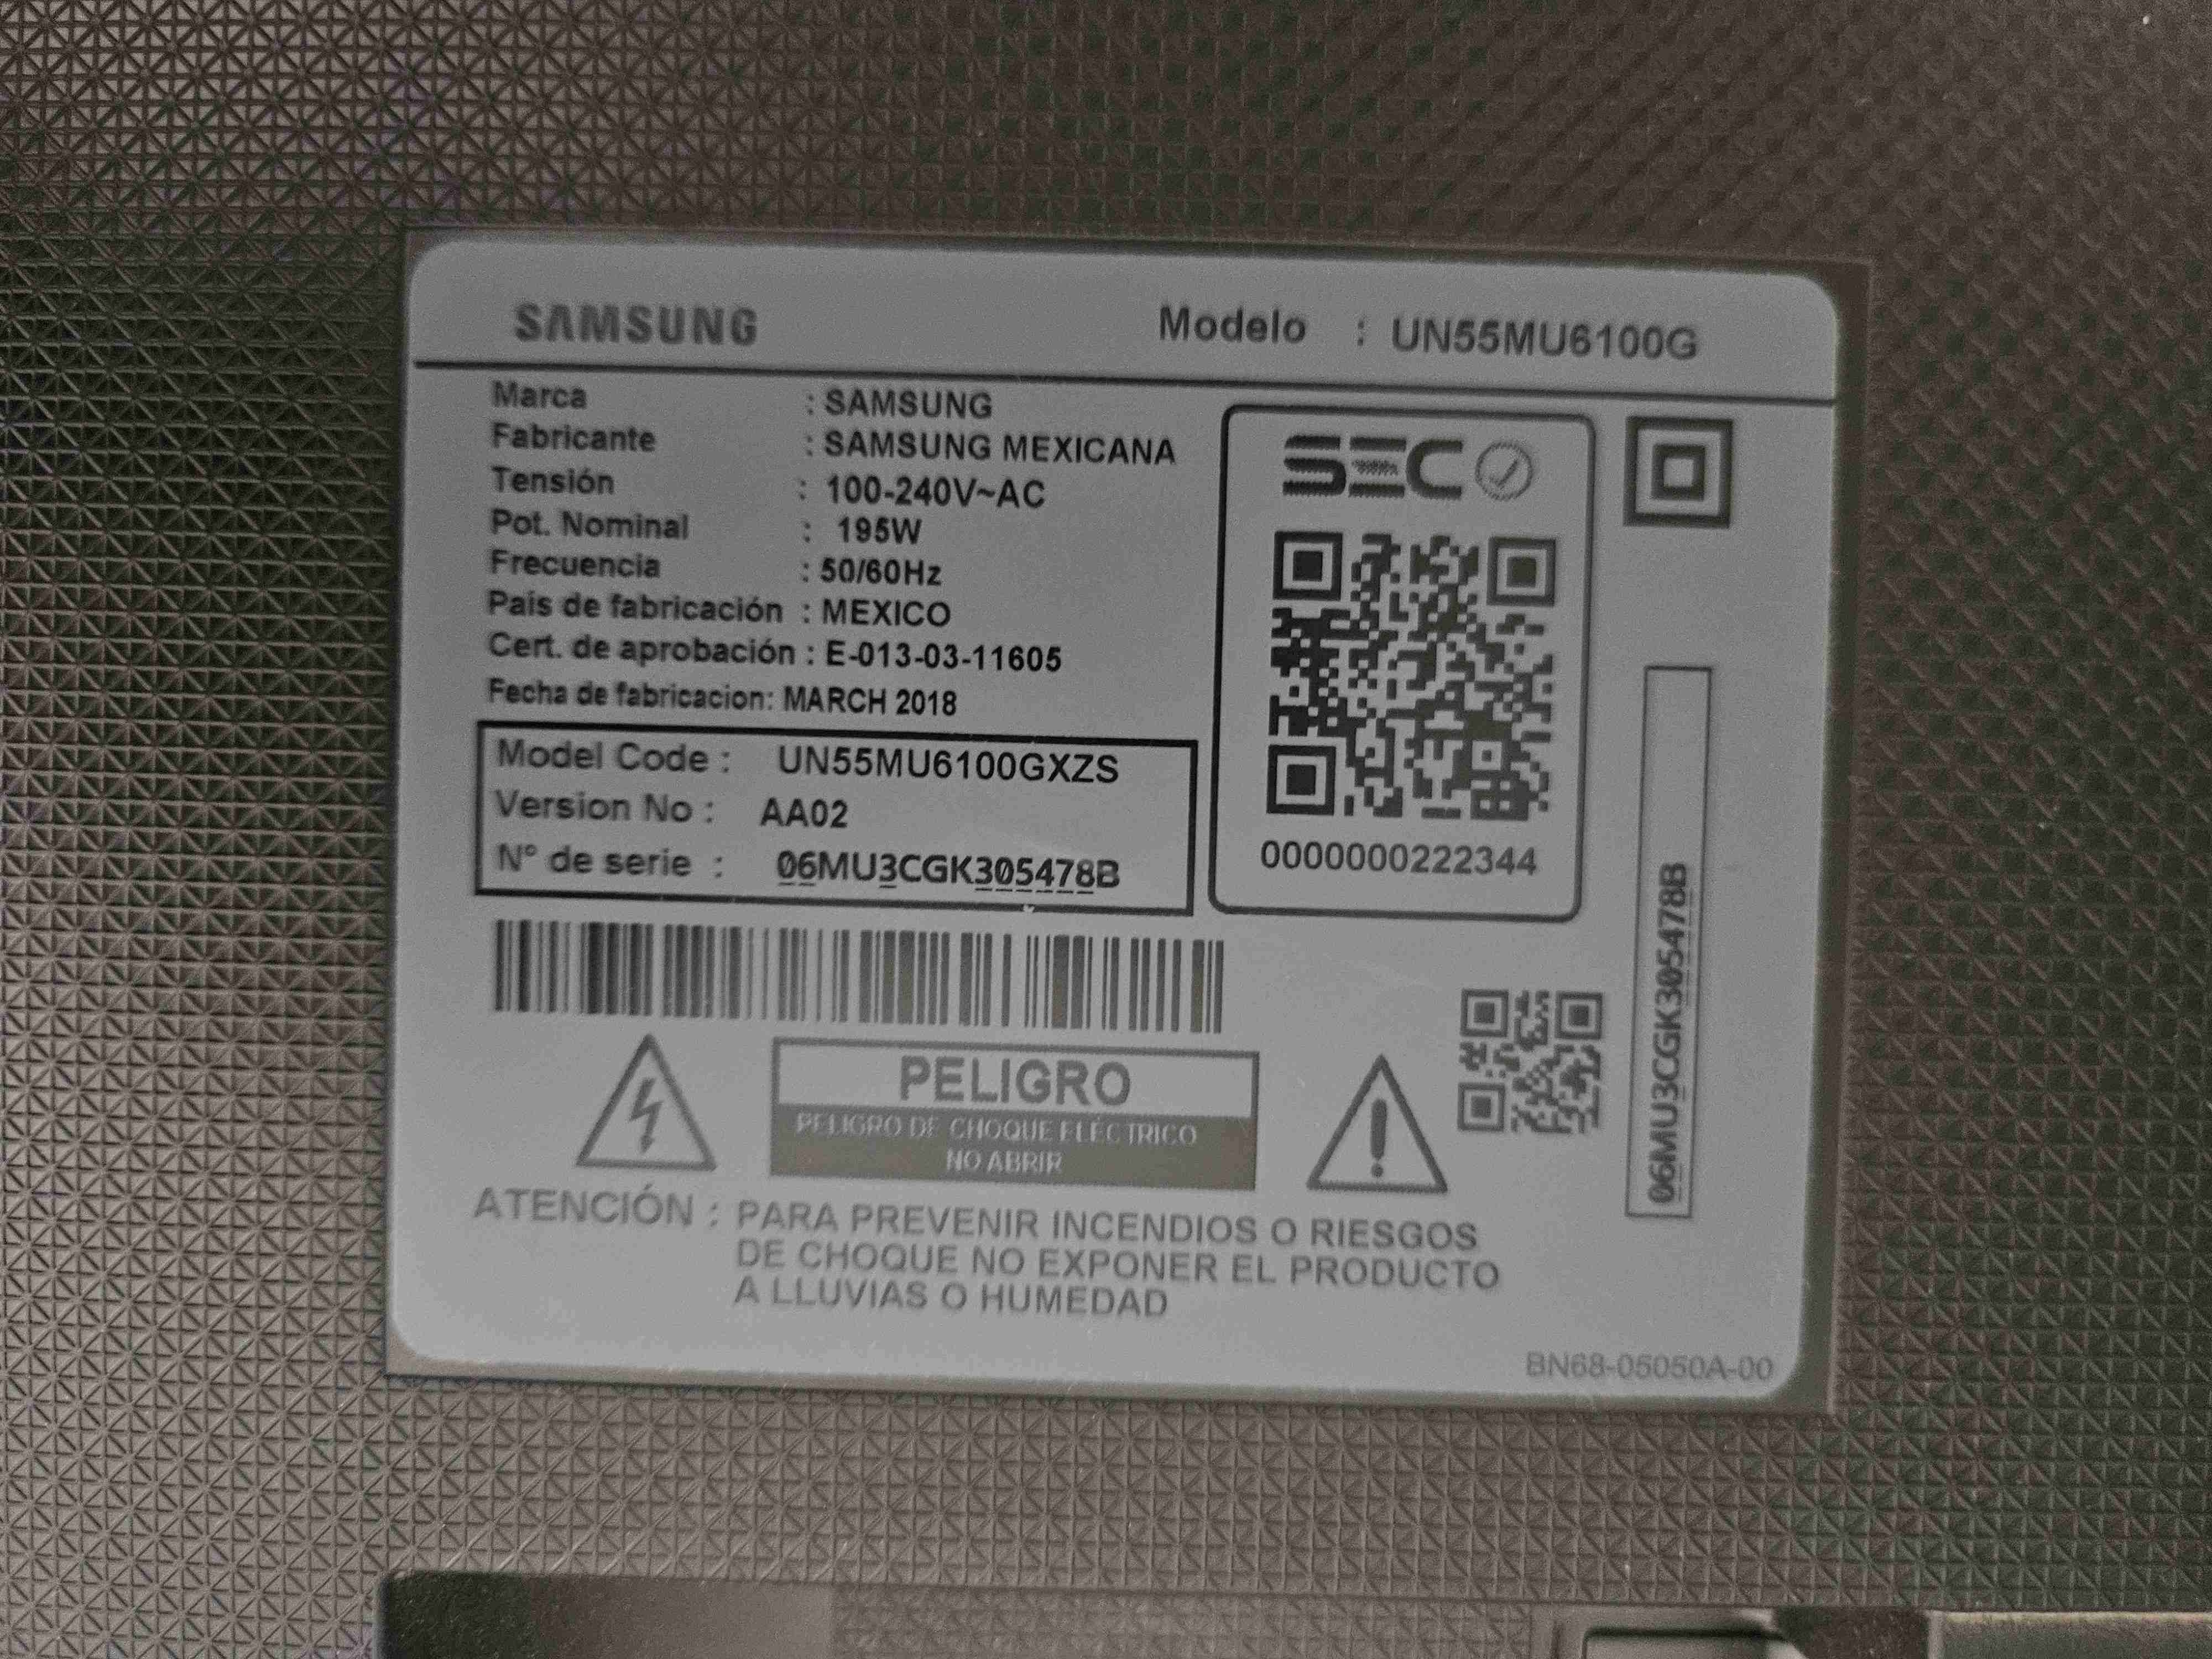 SAMSUNG Modelo : UN55MU6100G
Marca : SAMSUNG
Fabricante : SAMSUNG MEXICANA
Tensión : 100-240V~AC
Pot. Nominal : 195W
Frecuencia : 50/60Hz
País de fabricación : MEXICO
Cert. de aprobación : E-013-03-11605
Fecha de fabricacion: MARCH 2018
Model Code : UN55MU6100GXZS
Version No : AA02
N° de serie : 06MU3CGK305478B
SEC
0000000222344
06MU3CGK305478B
PELIGRO
PELIGRO DE CHOQUE ELÉCTRICO
NO ABRIR
ATENCIÓN : PARA PREVENIR INCENDIOS O RIESGOS
DE CHOQUE NO EXPONER EL PRODUCTO
A LLUVIAS O HUMEDAD
BN68-05050A-00